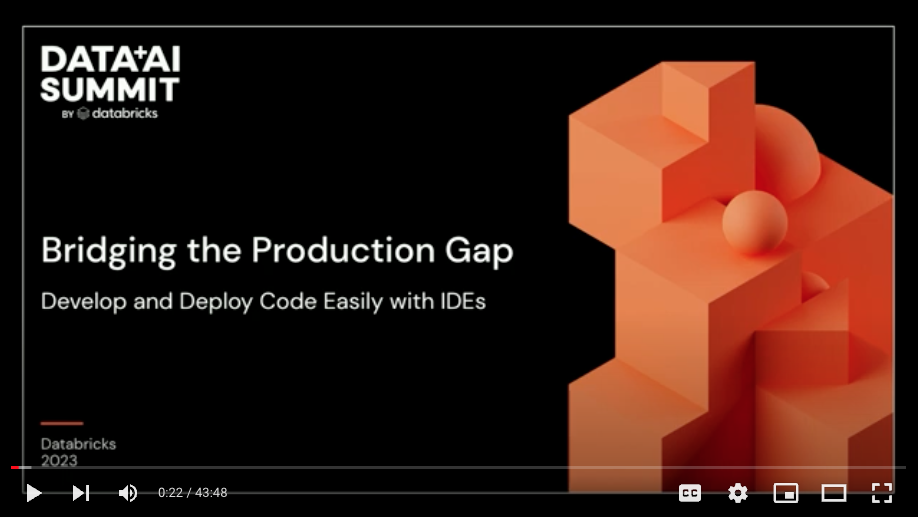 DATA+AI
SUMMIT
BY databricks
Bridging the Production Gap
Develop and Deploy Code Easily with IDEs
Databricks
2023
0:22 / 43:48
CC